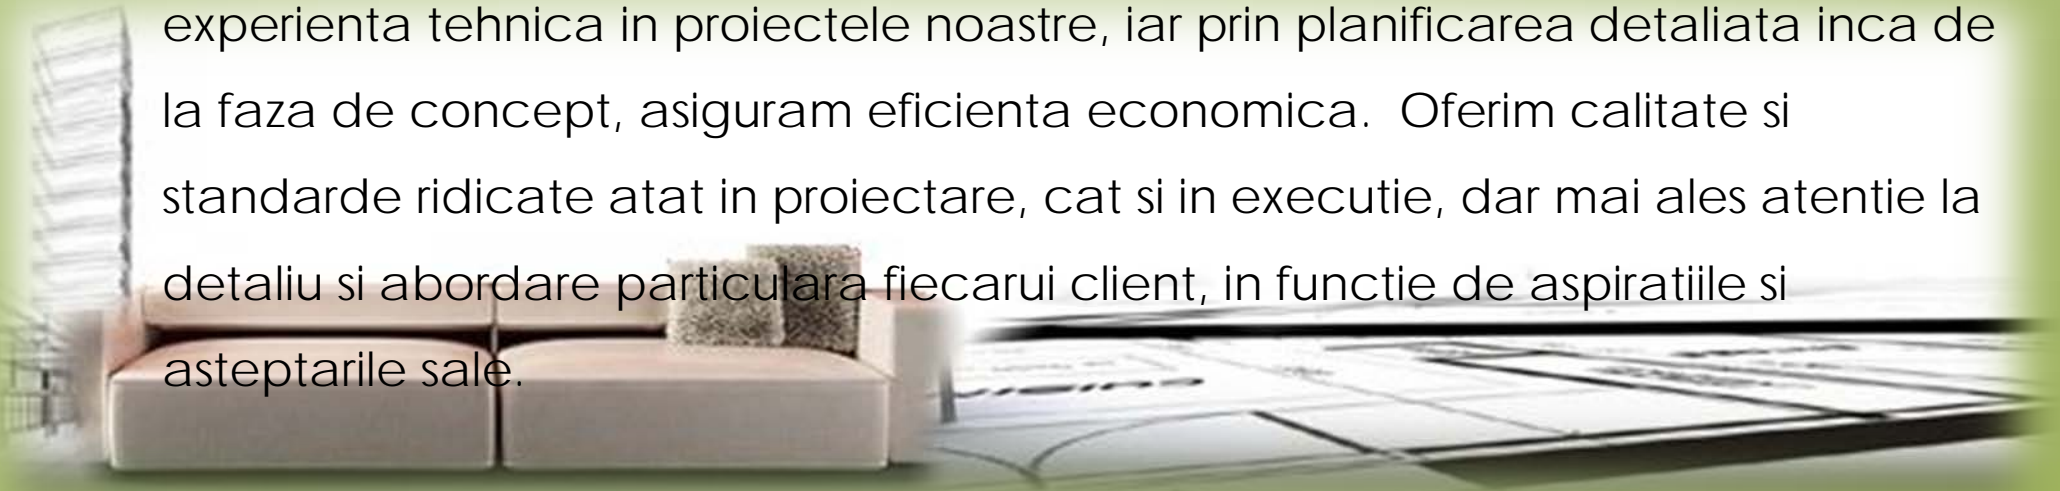 experienta tehnica in proiectele noastre, iar prin planificarea detaliata inca de
la faza de concept, asiguram eficienta economica.  Oferim calitate si
standarde ridicate atat in proiectare, cat si in executie, dar mai ales atentie la
detaliu si abordare particulara fiecarui client, in functie de aspiratiile si
asteptarile sale.